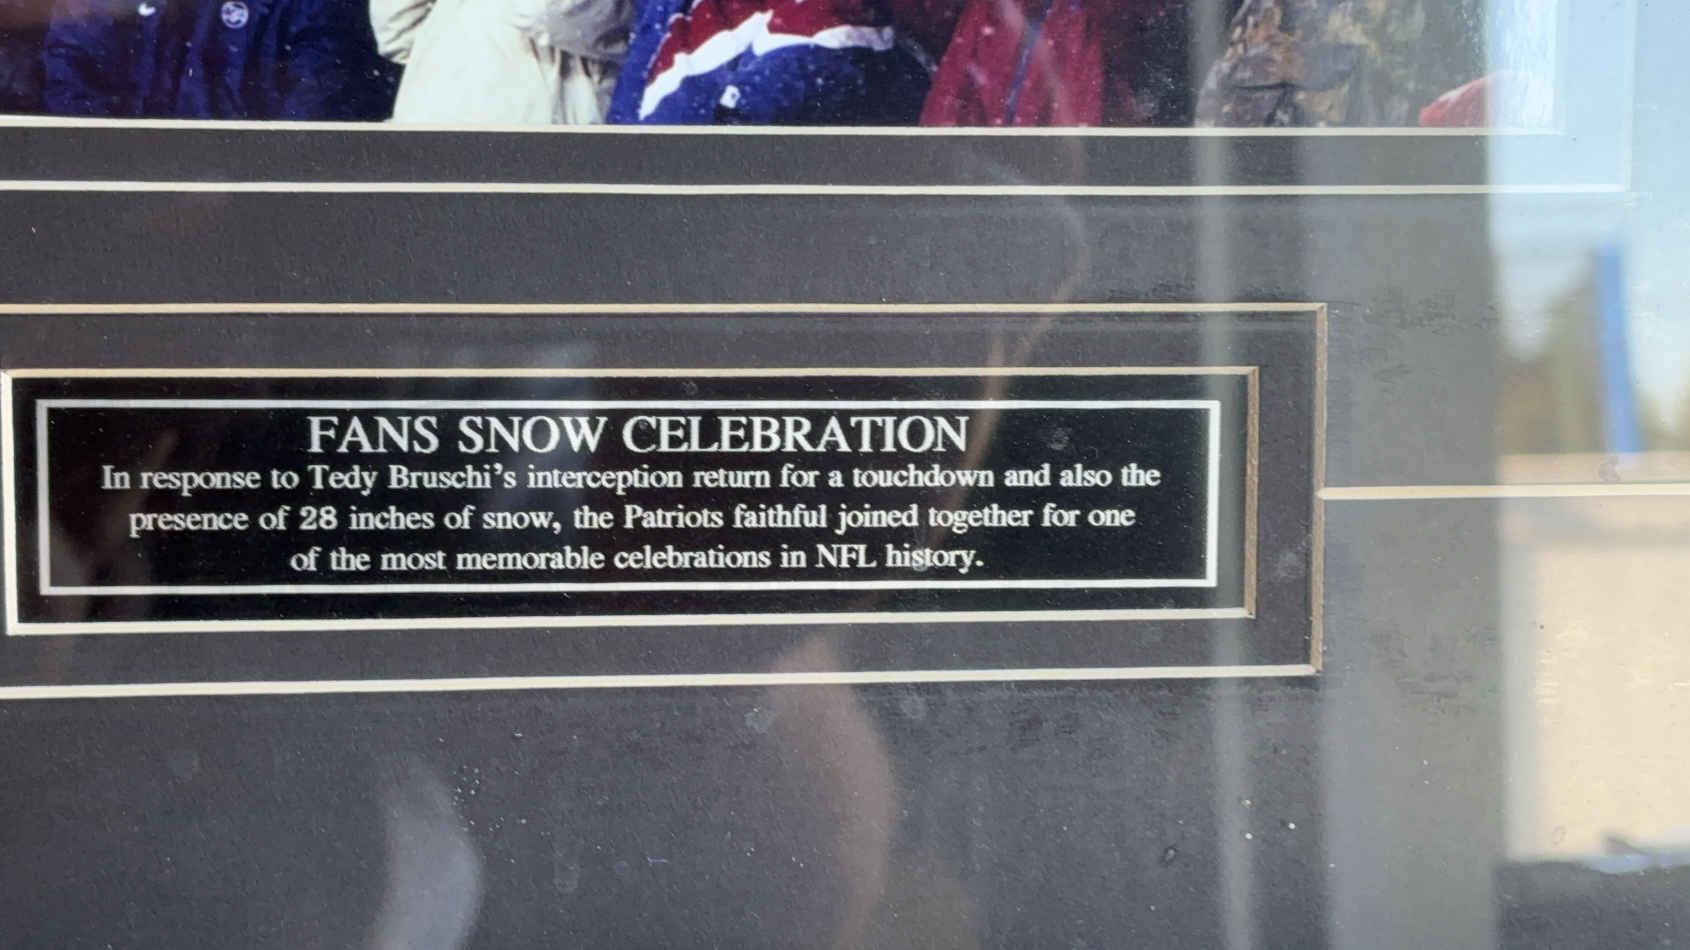 FANS SNOW CELEBRATION
In response to Tedy Bruschi's interception return for a touchdown and also the
presence of 28 inches of snow, the Patriots faithful joined together for one
of the most memorable celebrations in NFL history.